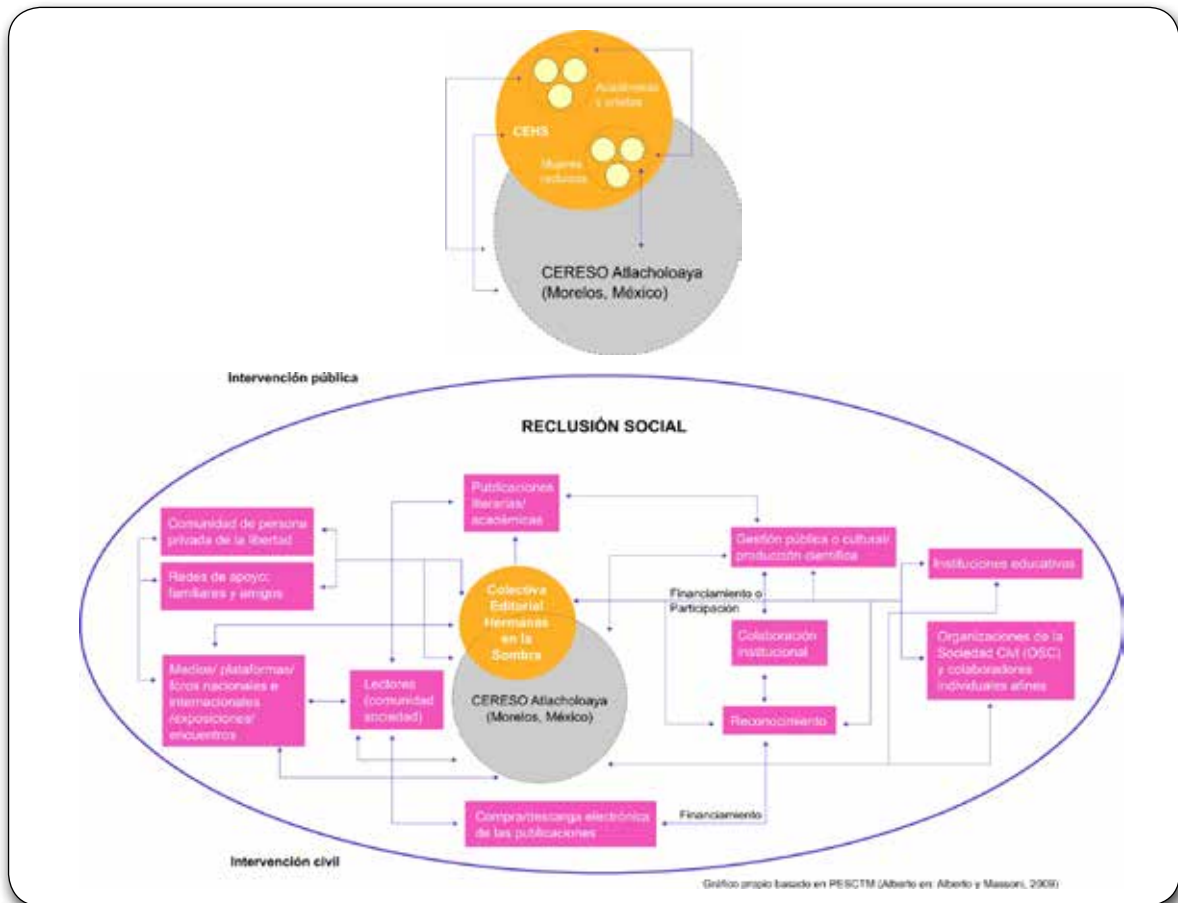 Académicas
y artistas
CEHS
Mujeres
reclusas
CERESO Atlacholoaya
(Morelos, México)
Intervención pública
RECLUSIÓN SOCIAL
Publicaciones
literarias/
académicas
Comunidad de persona
privada de la libertad
Redes de apoyo:
familiares y amigos
Gestión pública o cultural/
producción científica
Instituciones educativas
Colectiva
Editorial
Hermanas
en la
Sombra
Financiamiento o
Participación
Colaboración
institucional
Organizaciones de la
Sociedad Civil (OSC)
y colaboradores
individuales afines
Medios/ plataformas/
foros nacionales e
internacionales
/exposiciones/
encuentros
Lectores
(comunidad
sociedad)
CERESO Atlacholoaya
(Morelos, México)
Reconocimiento
Compra/descarga electrónica
de las publicaciones
Financiamiento
Intervención civil
Gráfico propio basado en PESCTM (Alberto en: Alberto y Massoni, 2009)